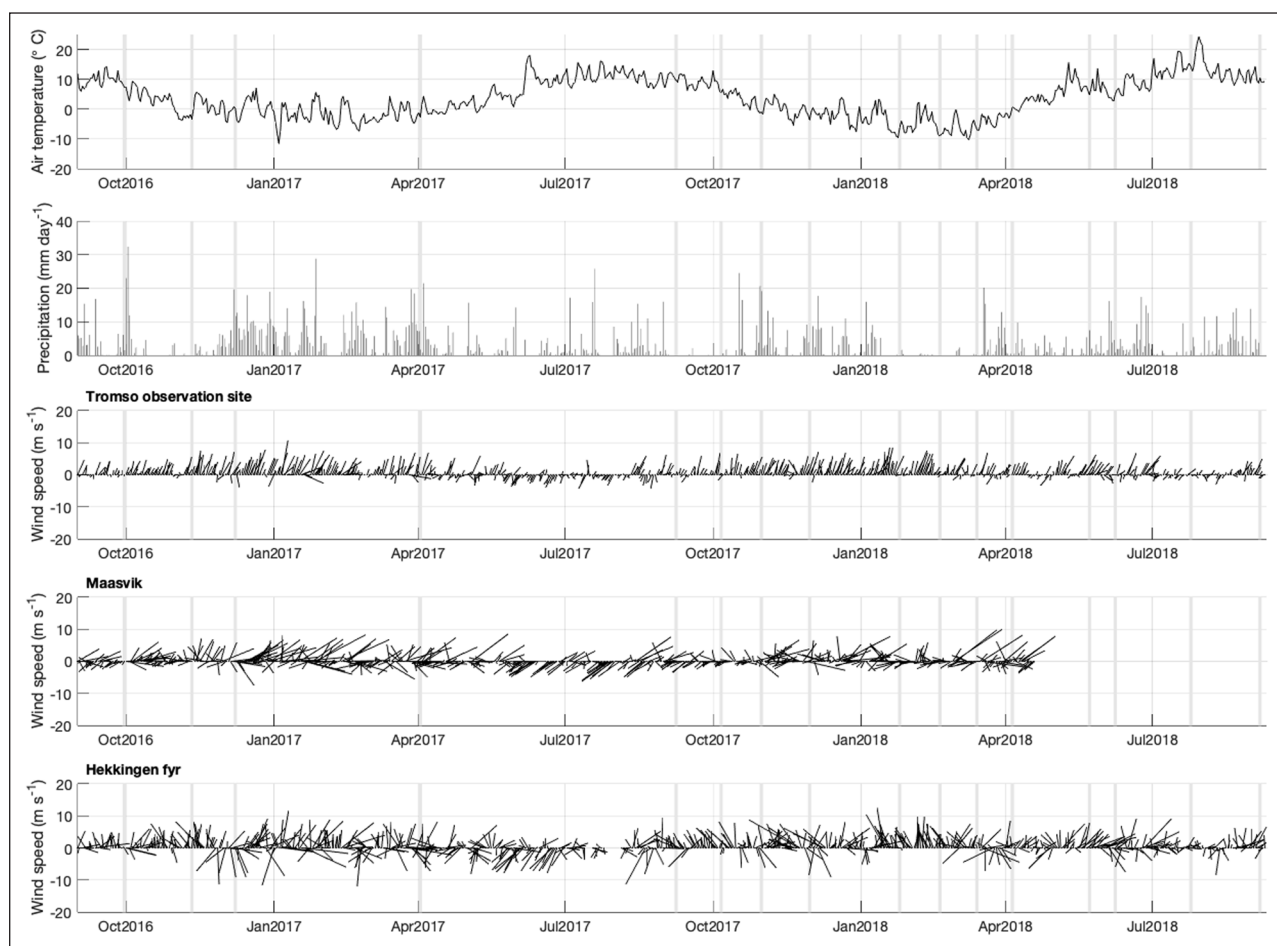 Air temperature (° C)
20
10
0
-10
-20
Oct2016 Jan2017 Apr2017 Jul2017 Oct2017 Jan2018 Apr2018 Jul2018
Precipitation (mm day-1)
40
30
20
10
0
Oct2016 Jan2017 Apr2017 Jul2017 Oct2017 Jan2018 Apr2018 Jul2018
Tromso observation site
Wind speed (m s-1)
20
10
0
-10
-20
Oct2016 Jan2017 Apr2017 Jul2017 Oct2017 Jan2018 Apr2018 Jul2018
Maasvik
Wind speed (m s-1)
20
10
0
-10
-20
Oct2016 Jan2017 Apr2017 Jul2017 Oct2017 Jan2018 Apr2018 Jul2018
Hekkingen fyr
Wind speed (m s-1)
20
10
0
-10
-20
Oct2016 Jan2017 Apr2017 Jul2017 Oct2017 Jan2018 Apr2018 Jul2018